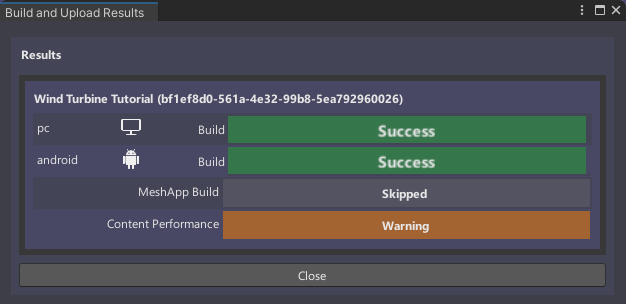 Build and Upload Results
Results
Wind Turbine Tutorial (bf1ef8d0-561a-4e32-99b8-5ea792960026)
pc Build Success
android Build Success
MeshApp Build Skipped
Content Performance Warning
Close